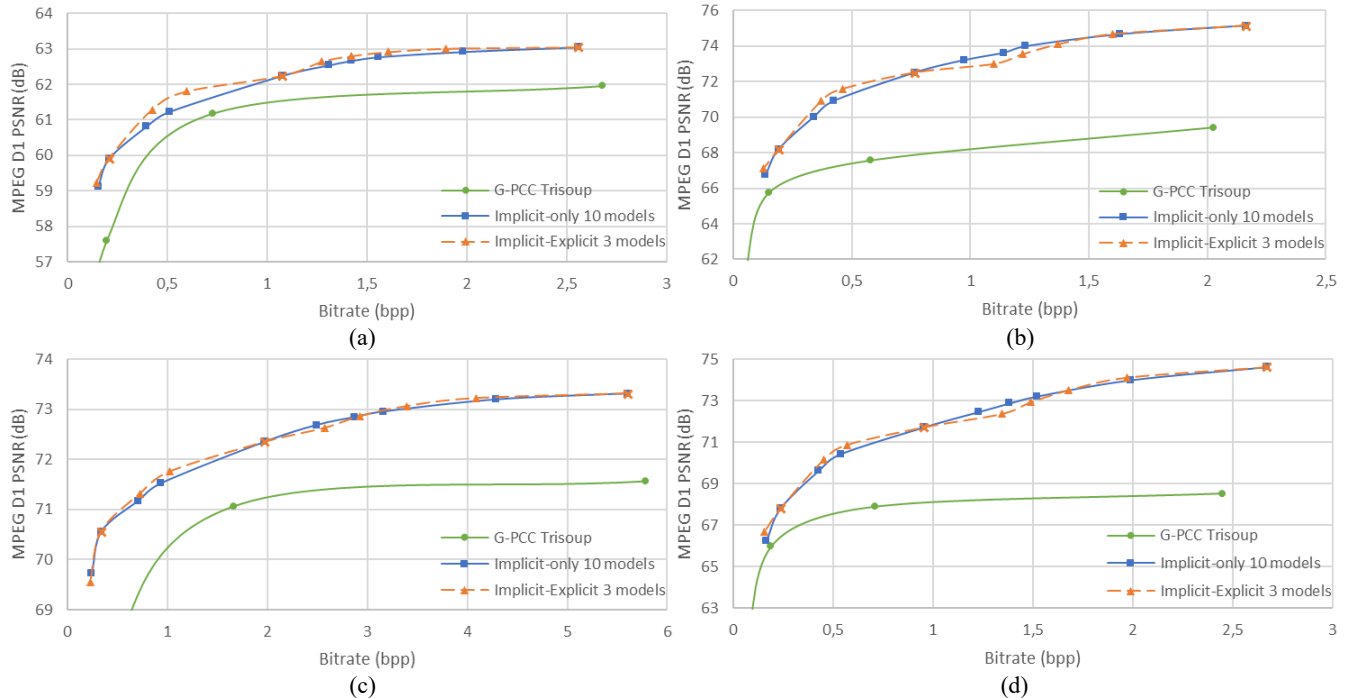 MPEG D1 PSNR (dB)
64
63
62
61
60
59
58
57
0
0,5
1
1,5
2
2,5
3
G-PCC Trisoup
Implicit-only 10 models
Implicit-Explicit 3 models
Bitrate (bpp)
(a)
MPEG D1 PSNR (dB)
76
74
72
70
68
66
64
62
0
0,5
1
1,5
2
2,5
G-PCC Trisoup
Implicit-only 10 models
Implicit-Explicit 3 models
Bitrate (bpp)
(b)
MPEG D1 PSNR (dB)
74
73
72
71
70
69
0
1
2
3
4
5
6
G-PCC Trisoup
Implicit-only 10 models
Implicit-Explicit 3 models
Bitrate (bpp)
(c)
MPEG D1 PSNR (dB)
75
73
71
69
67
65
63
0
0,5
1
1,5
2
2,5
3
G-PCC Trisoup
Implicit-only 10 models
Implicit-Explicit 3 models
Bitrate (bpp)
(d)